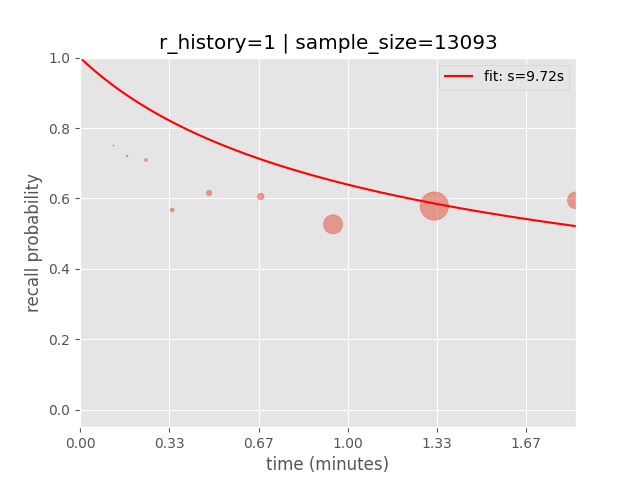 r_history=1 | sample_size=13093
fit: s=9.72s
recall probability
1.0
0.8
0.6
0.4
0.2
0.0
0.00 0.33 0.67 1.00 1.33 1.67
time (minutes)